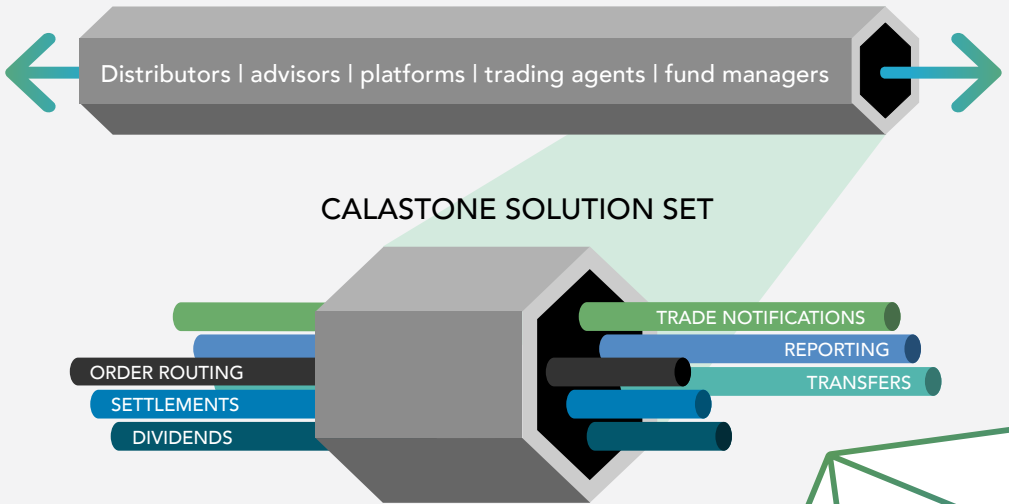 Distributors | advisors | platforms | trading agents | fund managers
CALASTONE SOLUTION SET
TRADE NOTIFICATIONS
REPORTING
ORDER ROUTING
TRANSFERS
SETTLEMENTS
DIVIDENDS